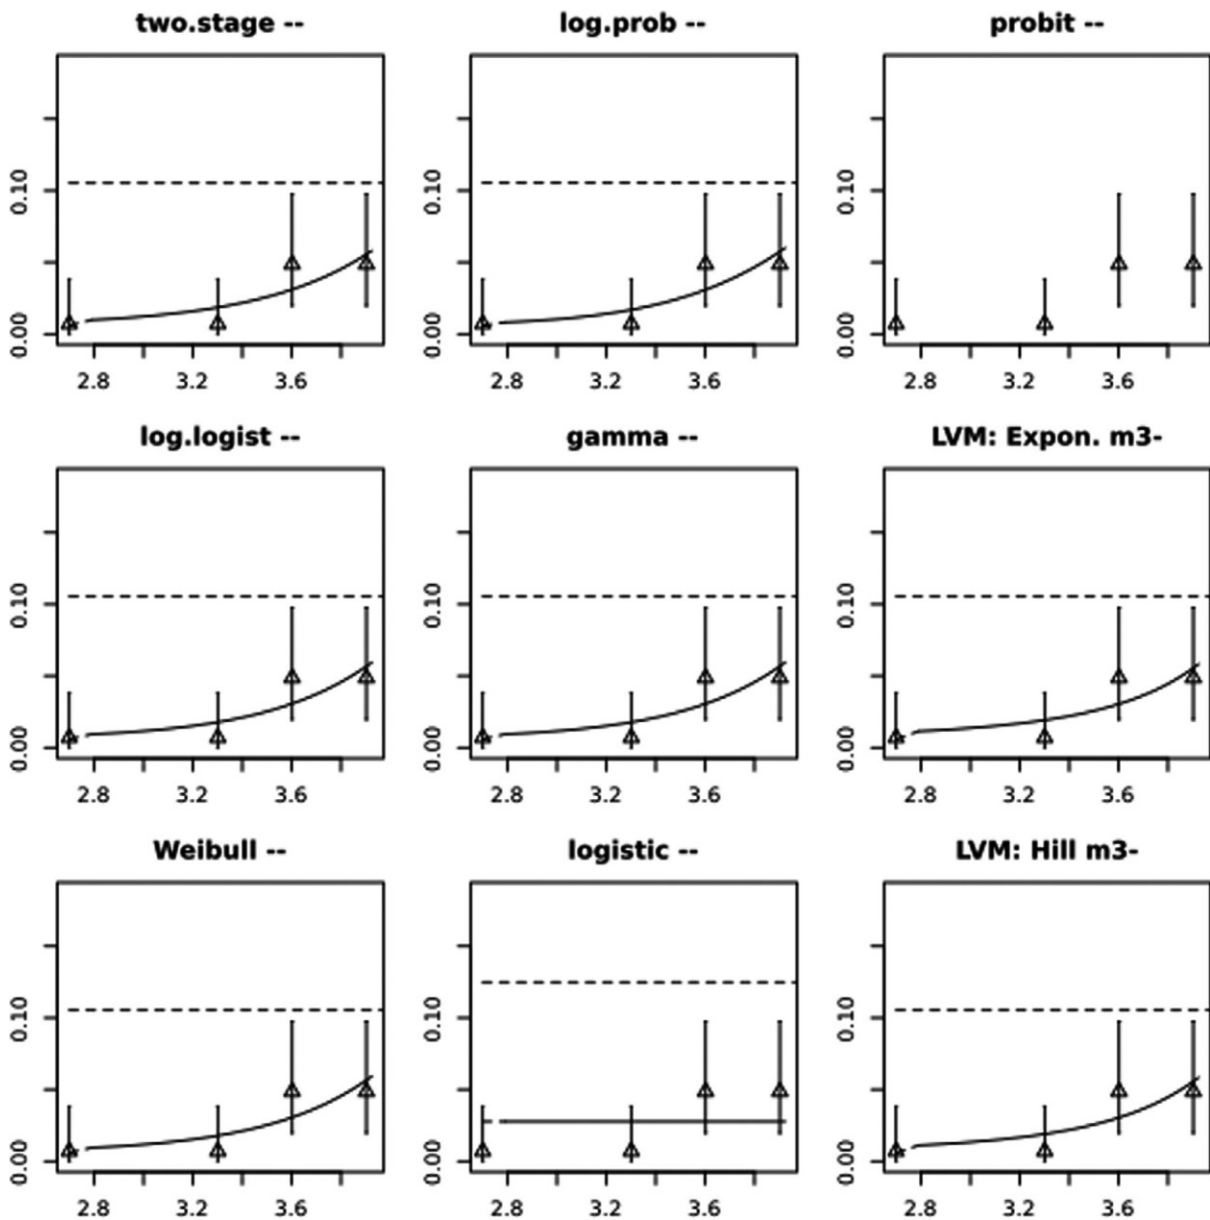 two.stage --
log.prob --
probit --
0.10
0.00
2.8 3.2 3.6
0.10
0.00
2.8 3.2 3.6
0.10
0.00
2.8 3.2 3.6
log.logist --
gamma --
LVM: Expon. m3-
0.10
0.00
2.8 3.2 3.6
0.10
0.00
2.8 3.2 3.6
0.10
0.00
2.8 3.2 3.6
Weibull --
logistic --
LVM: Hill m3-
0.10
0.00
2.8 3.2 3.6
0.10
0.00
2.8 3.2 3.6
0.10
0.00
2.8 3.2 3.6